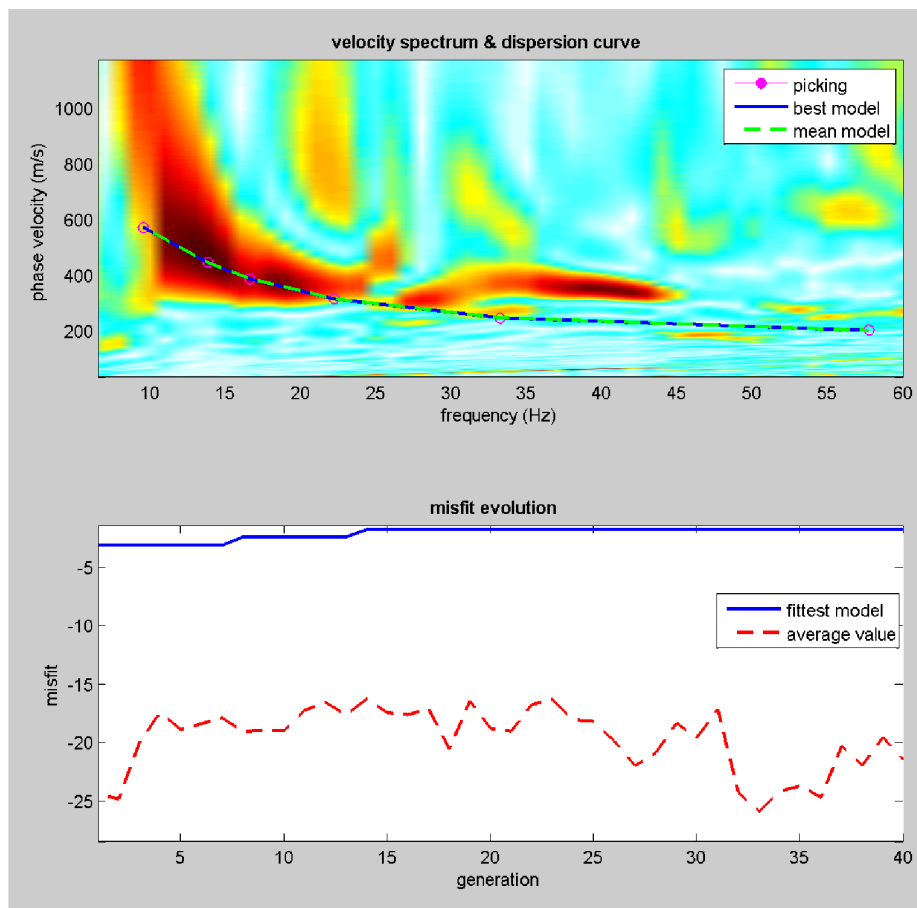 velocity spectrum & dispersion curve
phase velocity (m/s)
1000
800
600
400
200
picking
best model
mean model
10 15 20 25 30 35 40 45 50 55 60
frequency (Hz)
misfit evolution
misfit
-5
-10
-15
-20
-25
fittest model
average value
5 10 15 20 25 30 35 40
generation